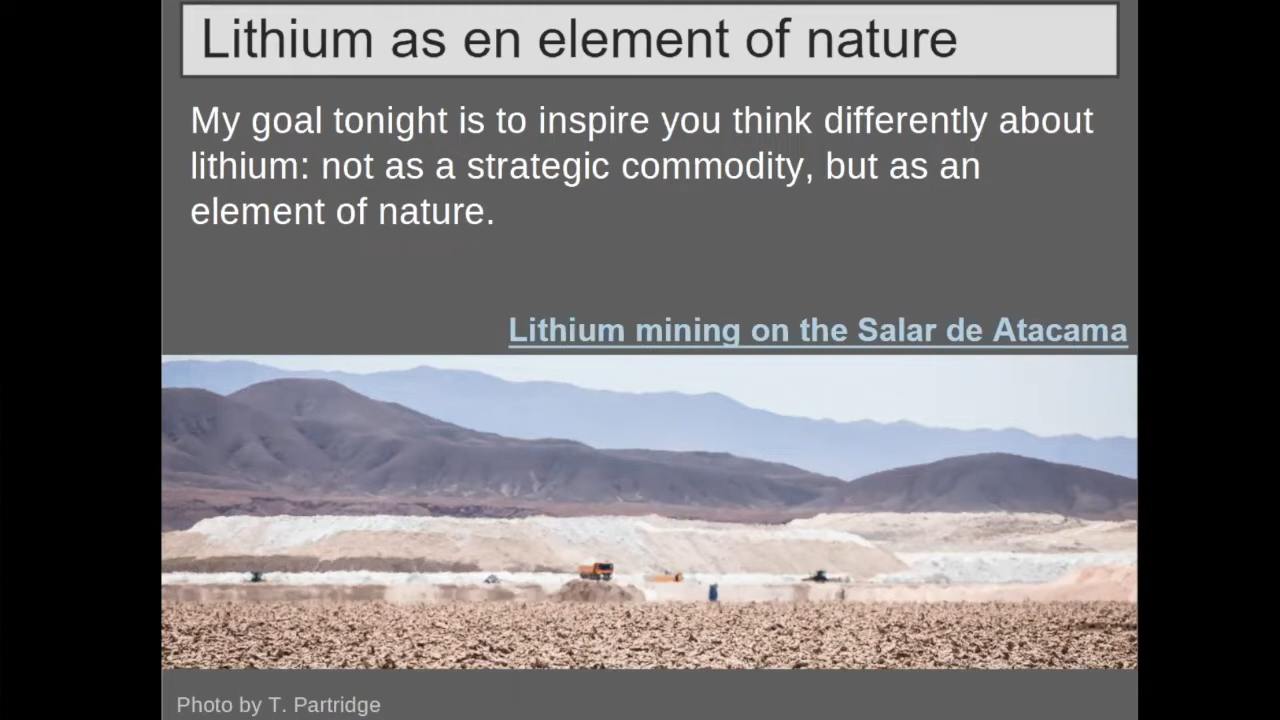 Lithium as en element of nature
My goal tonight is to inspire you think differently about
lithium: not as a strategic commodity, but as an
element of nature.
Lithium mining on the Salar de Atacama
Photo by T. Partridge